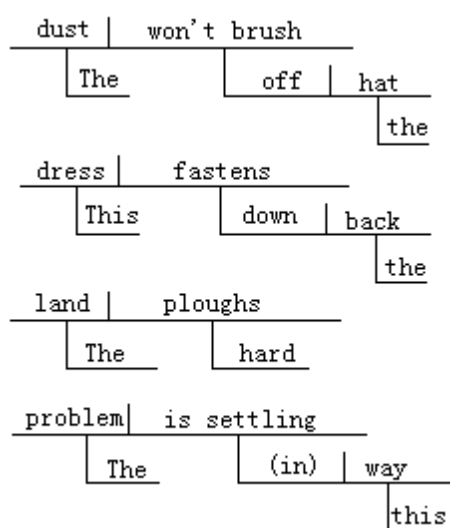 dust won't brush
The off hat
the
dress fastens
This down back
the
land ploughs
The hard
problem is settling
The (in) way
this